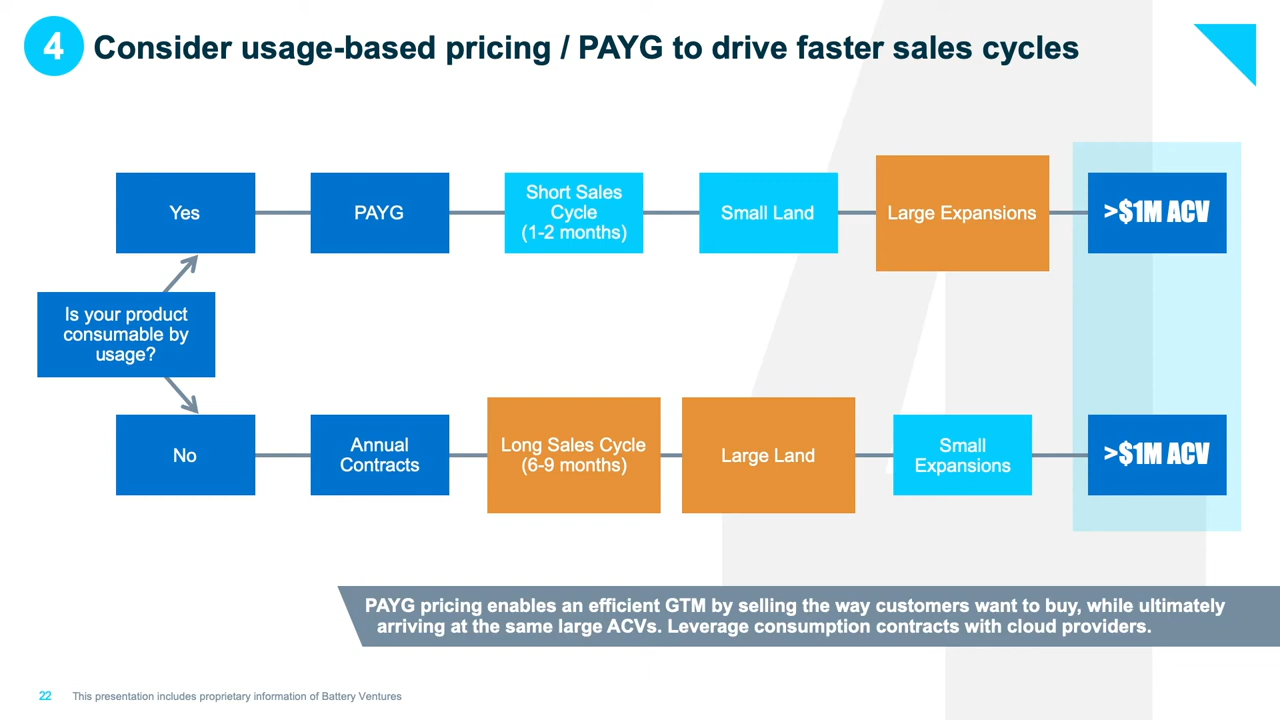 4
Consider usage-based pricing / PAYG to drive faster sales cycles
Yes
PAYG
Short Sales
Cycle
(1-2 months)
Small Land
Large Expansions
>$1M ACV
Is your product
consumable by
usage?
No
Annual
Contracts
Long Sales Cycle
(6-9 months)
Large Land
Small
Expansions
>$1M ACV
PAYG pricing enables an efficient GTM by selling the way customers want to buy, while ultimately
arriving at the same large ACVs. Leverage consumption contracts with cloud providers.
22
This presentation includes proprietary information of Battery Ventures